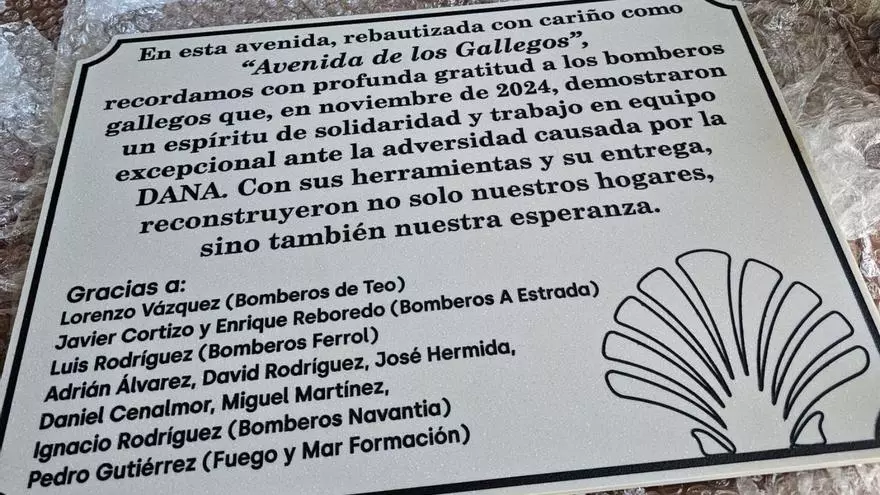 En esta avenida, rebautizada con cariño como
“Avenida de los Gallegos”,
recordamos con profunda gratitud a los bomberos
gallegos que, en noviembre de 2024, demostraron
un espíritu de solidaridad y trabajo en equipo
excepcional ante la adversidad causada por la
DANA. Con sus herramientas y su entrega,
reconstruyeron no solo nuestros hogares,
sino también nuestra esperanza.
Gracias a:
Lorenzo Vázquez (Bomberos de Teo)
Javier Cortizo y Enrique Reboredo (Bomberos A Estrada)
Luis Rodríguez (Bomberos Ferrol)
Adrián Álvarez, David Rodríguez, José Hermida,
Daniel Cenalmor, Miguel Martínez,
Ignacio Rodríguez (Bomberos Navantia)
Pedro Gutiérrez (Fuego y Mar Formación)